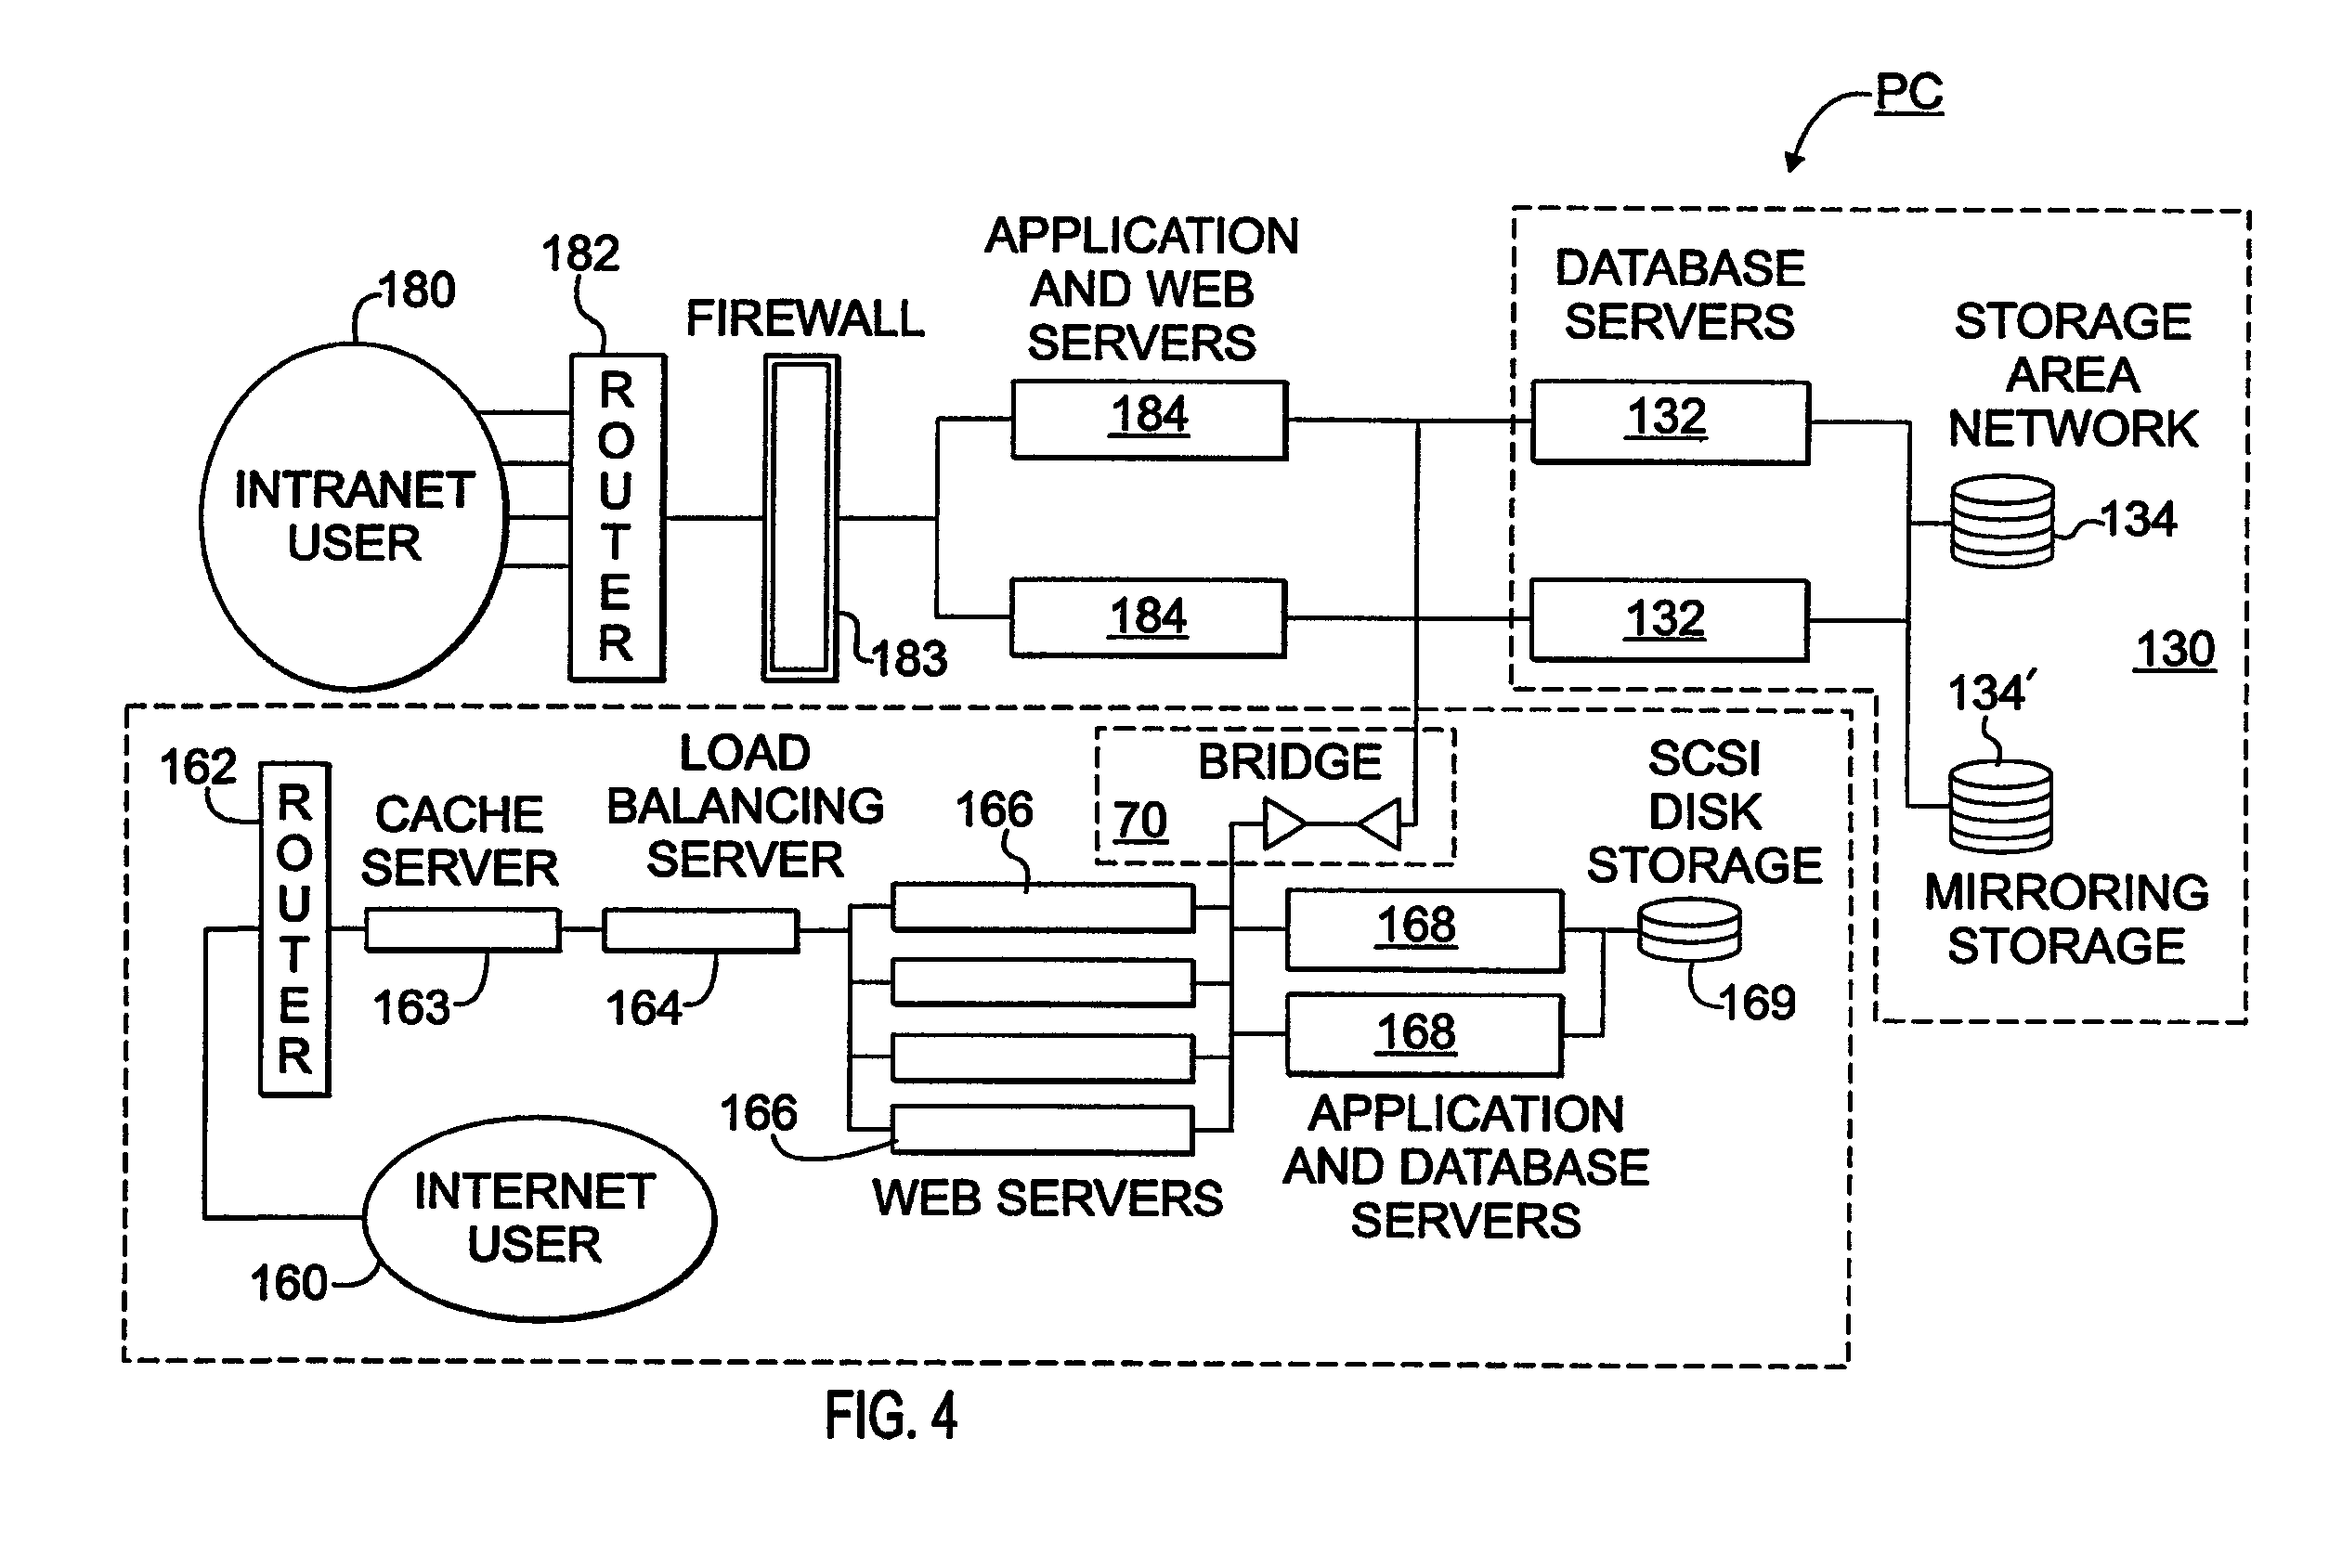 PC
180
182
FIREWALL
APPLICATION
AND WEB
SERVERS
DATABASE
SERVERS
STORAGE
AREA
NETWORK
INTRANET
USER
ROUTER
183
184
184
132
132
134
130
134′
MIRRORING
STORAGE
162
ROUTER
CACHE
SERVER
163
LOAD
BALANCING
SERVER
164
166
166
WEB SERVERS
BRIDGE
70
SCSI
DISK
STORAGE
168
168
169
APPLICATION
AND DATABASE
SERVERS
INTERNET
USER
160
FIG. 4